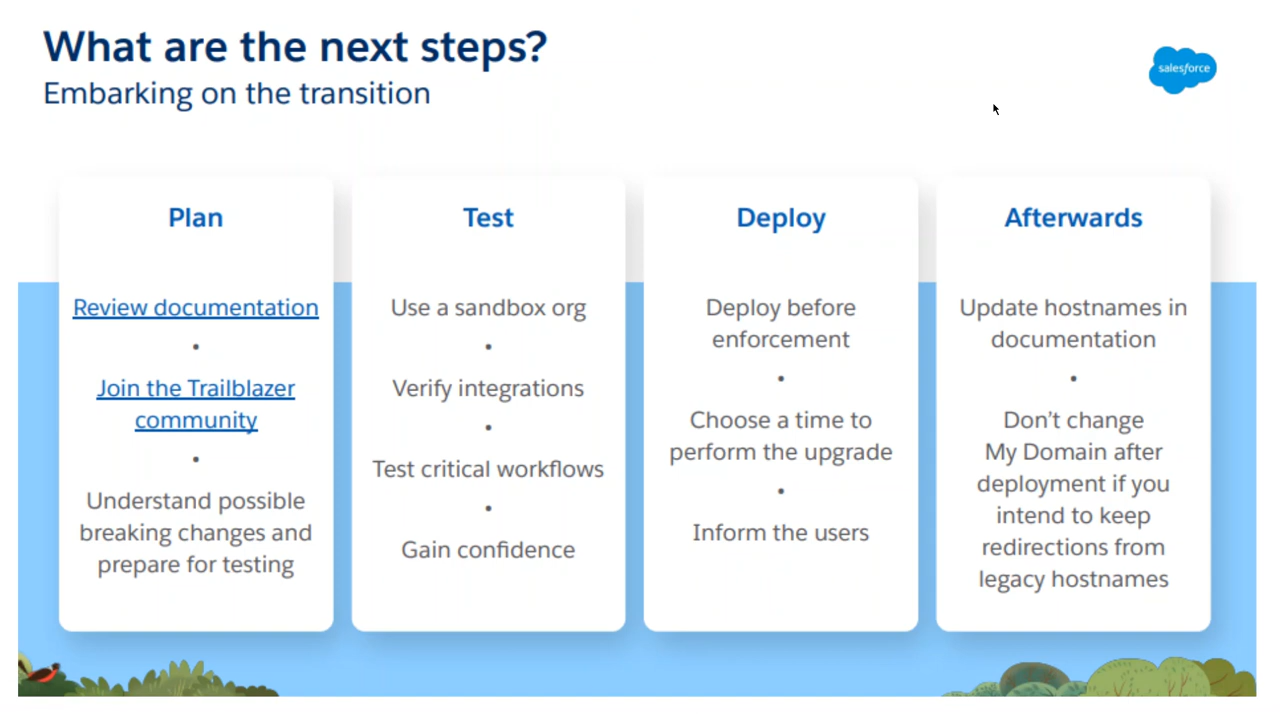 What are the next steps?
Embarking on the transition
salesforce
Plan
Review documentation
•
Join the Trailblazer
community
•
Understand possible
breaking changes and
prepare for testing
Test
Use a sandbox org
•
Verify integrations
•
Test critical workflows
•
Gain confidence
Deploy
Deploy before
enforcement
•
Choose a time to
perform the upgrade
•
Inform the users
Afterwards
Update hostnames in
documentation
•
Don’t change
My Domain after
deployment if you
intend to keep
redirections from
legacy hostnames